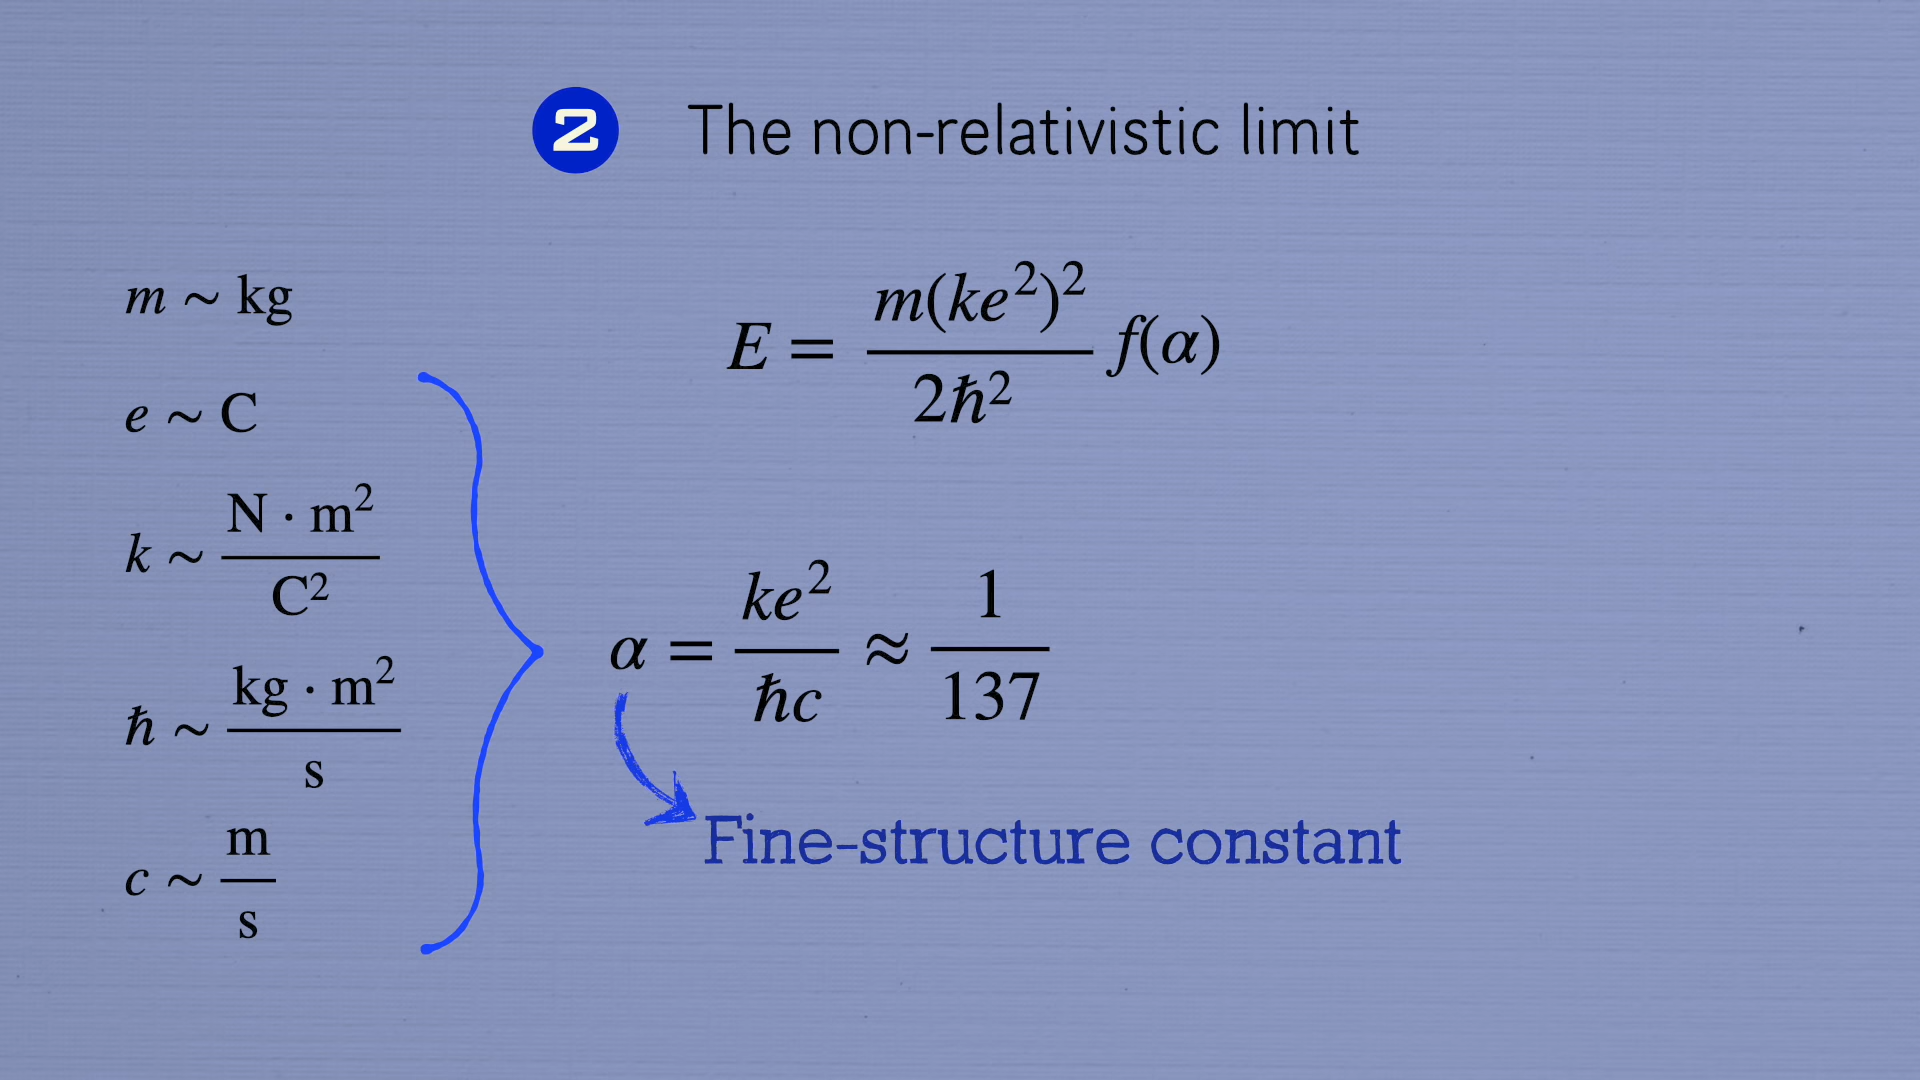 2 The non-relativistic limit
m ~ kg
e ~ C
k ~ N · m² / C²
ħ ~ kg · m² / s
c ~ m / s
E = m(ke²)² / 2ħ² f(α)
α = ke² / ħc ≈ 1 / 137
Fine-structure constant